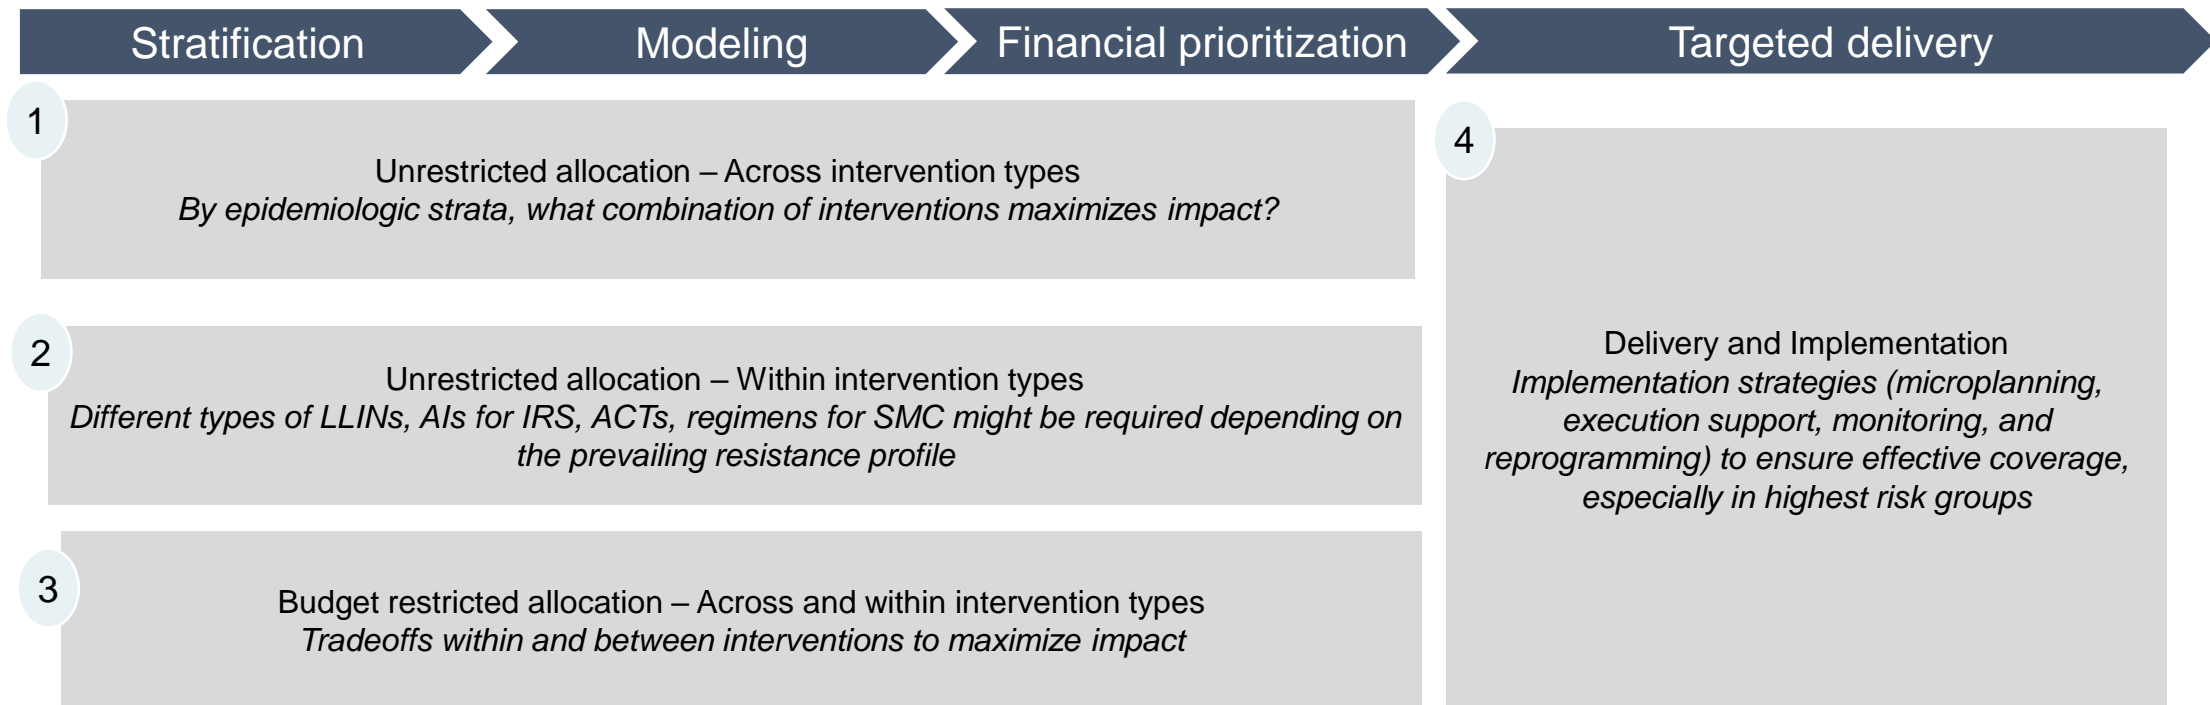 Stratification
Modeling
Financial prioritization
Targeted delivery
1
Unrestricted allocation – Across intervention types
By epidemiologic strata, what combination of interventions maximizes impact?
2
Unrestricted allocation – Within intervention types
Different types of LLINs, AIs for IRS, ACTs, regimens for SMC might be required depending on
the prevailing resistance profile
3
Budget restricted allocation – Across and within intervention types
Tradeoffs within and between interventions to maximize impact
4
Delivery and Implementation
Implementation strategies (microplanning,
execution support, monitoring, and
reprogramming) to ensure effective coverage,
especially in highest risk groups